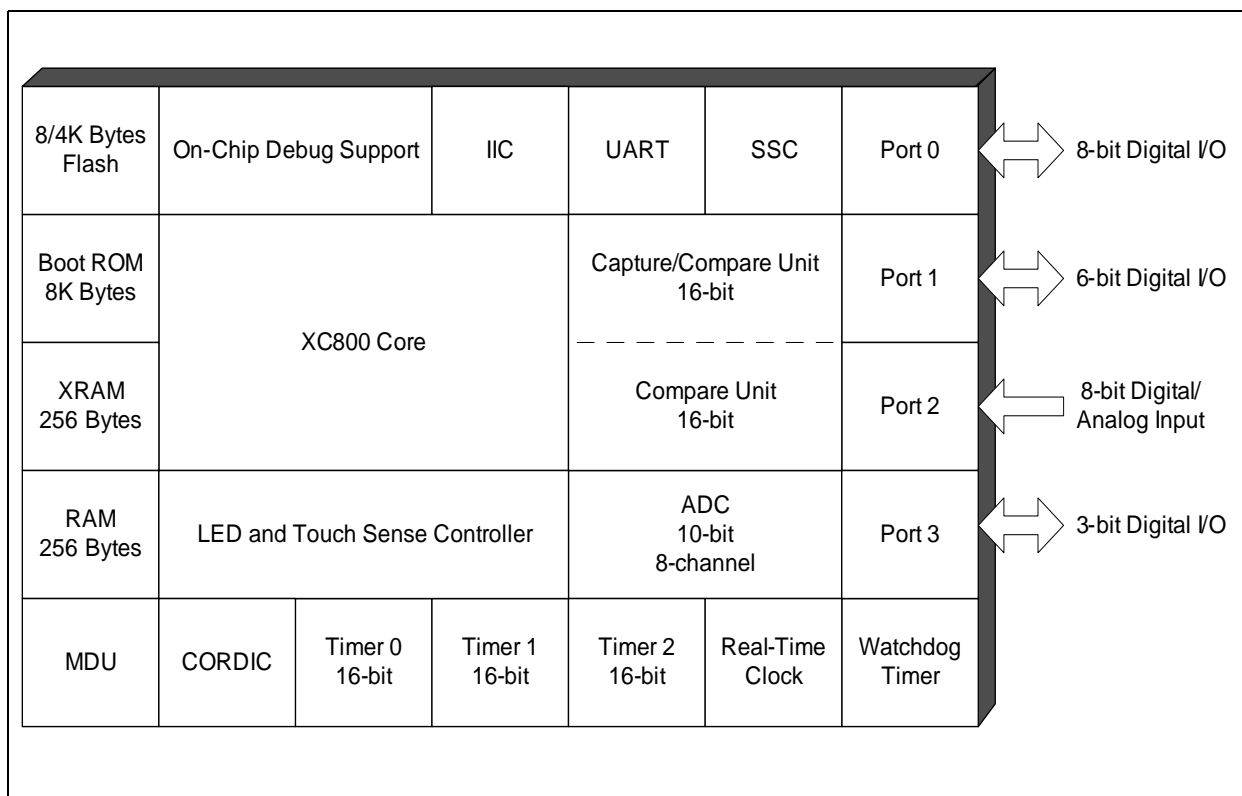 8/4K Bytes
Flash
On-Chip Debug Support
IIC
UART
SSC
Port 0
8-bit Digital I/O
Boot ROM
8K Bytes
XC800 Core
Capture/Compare Unit
16-bit
Port 1
6-bit Digital I/O
XRAM
256 Bytes
Compare Unit
16-bit
Port 2
8-bit Digital/
Analog Input
RAM
256 Bytes
LED and Touch Sense Controller
ADC
10-bit
8-channel
Port 3
3-bit Digital I/O
MDU
CORDIC
Timer 0
16-bit
Timer 1
16-bit
Timer 2
16-bit
Real-Time
Clock
Watchdog
Timer